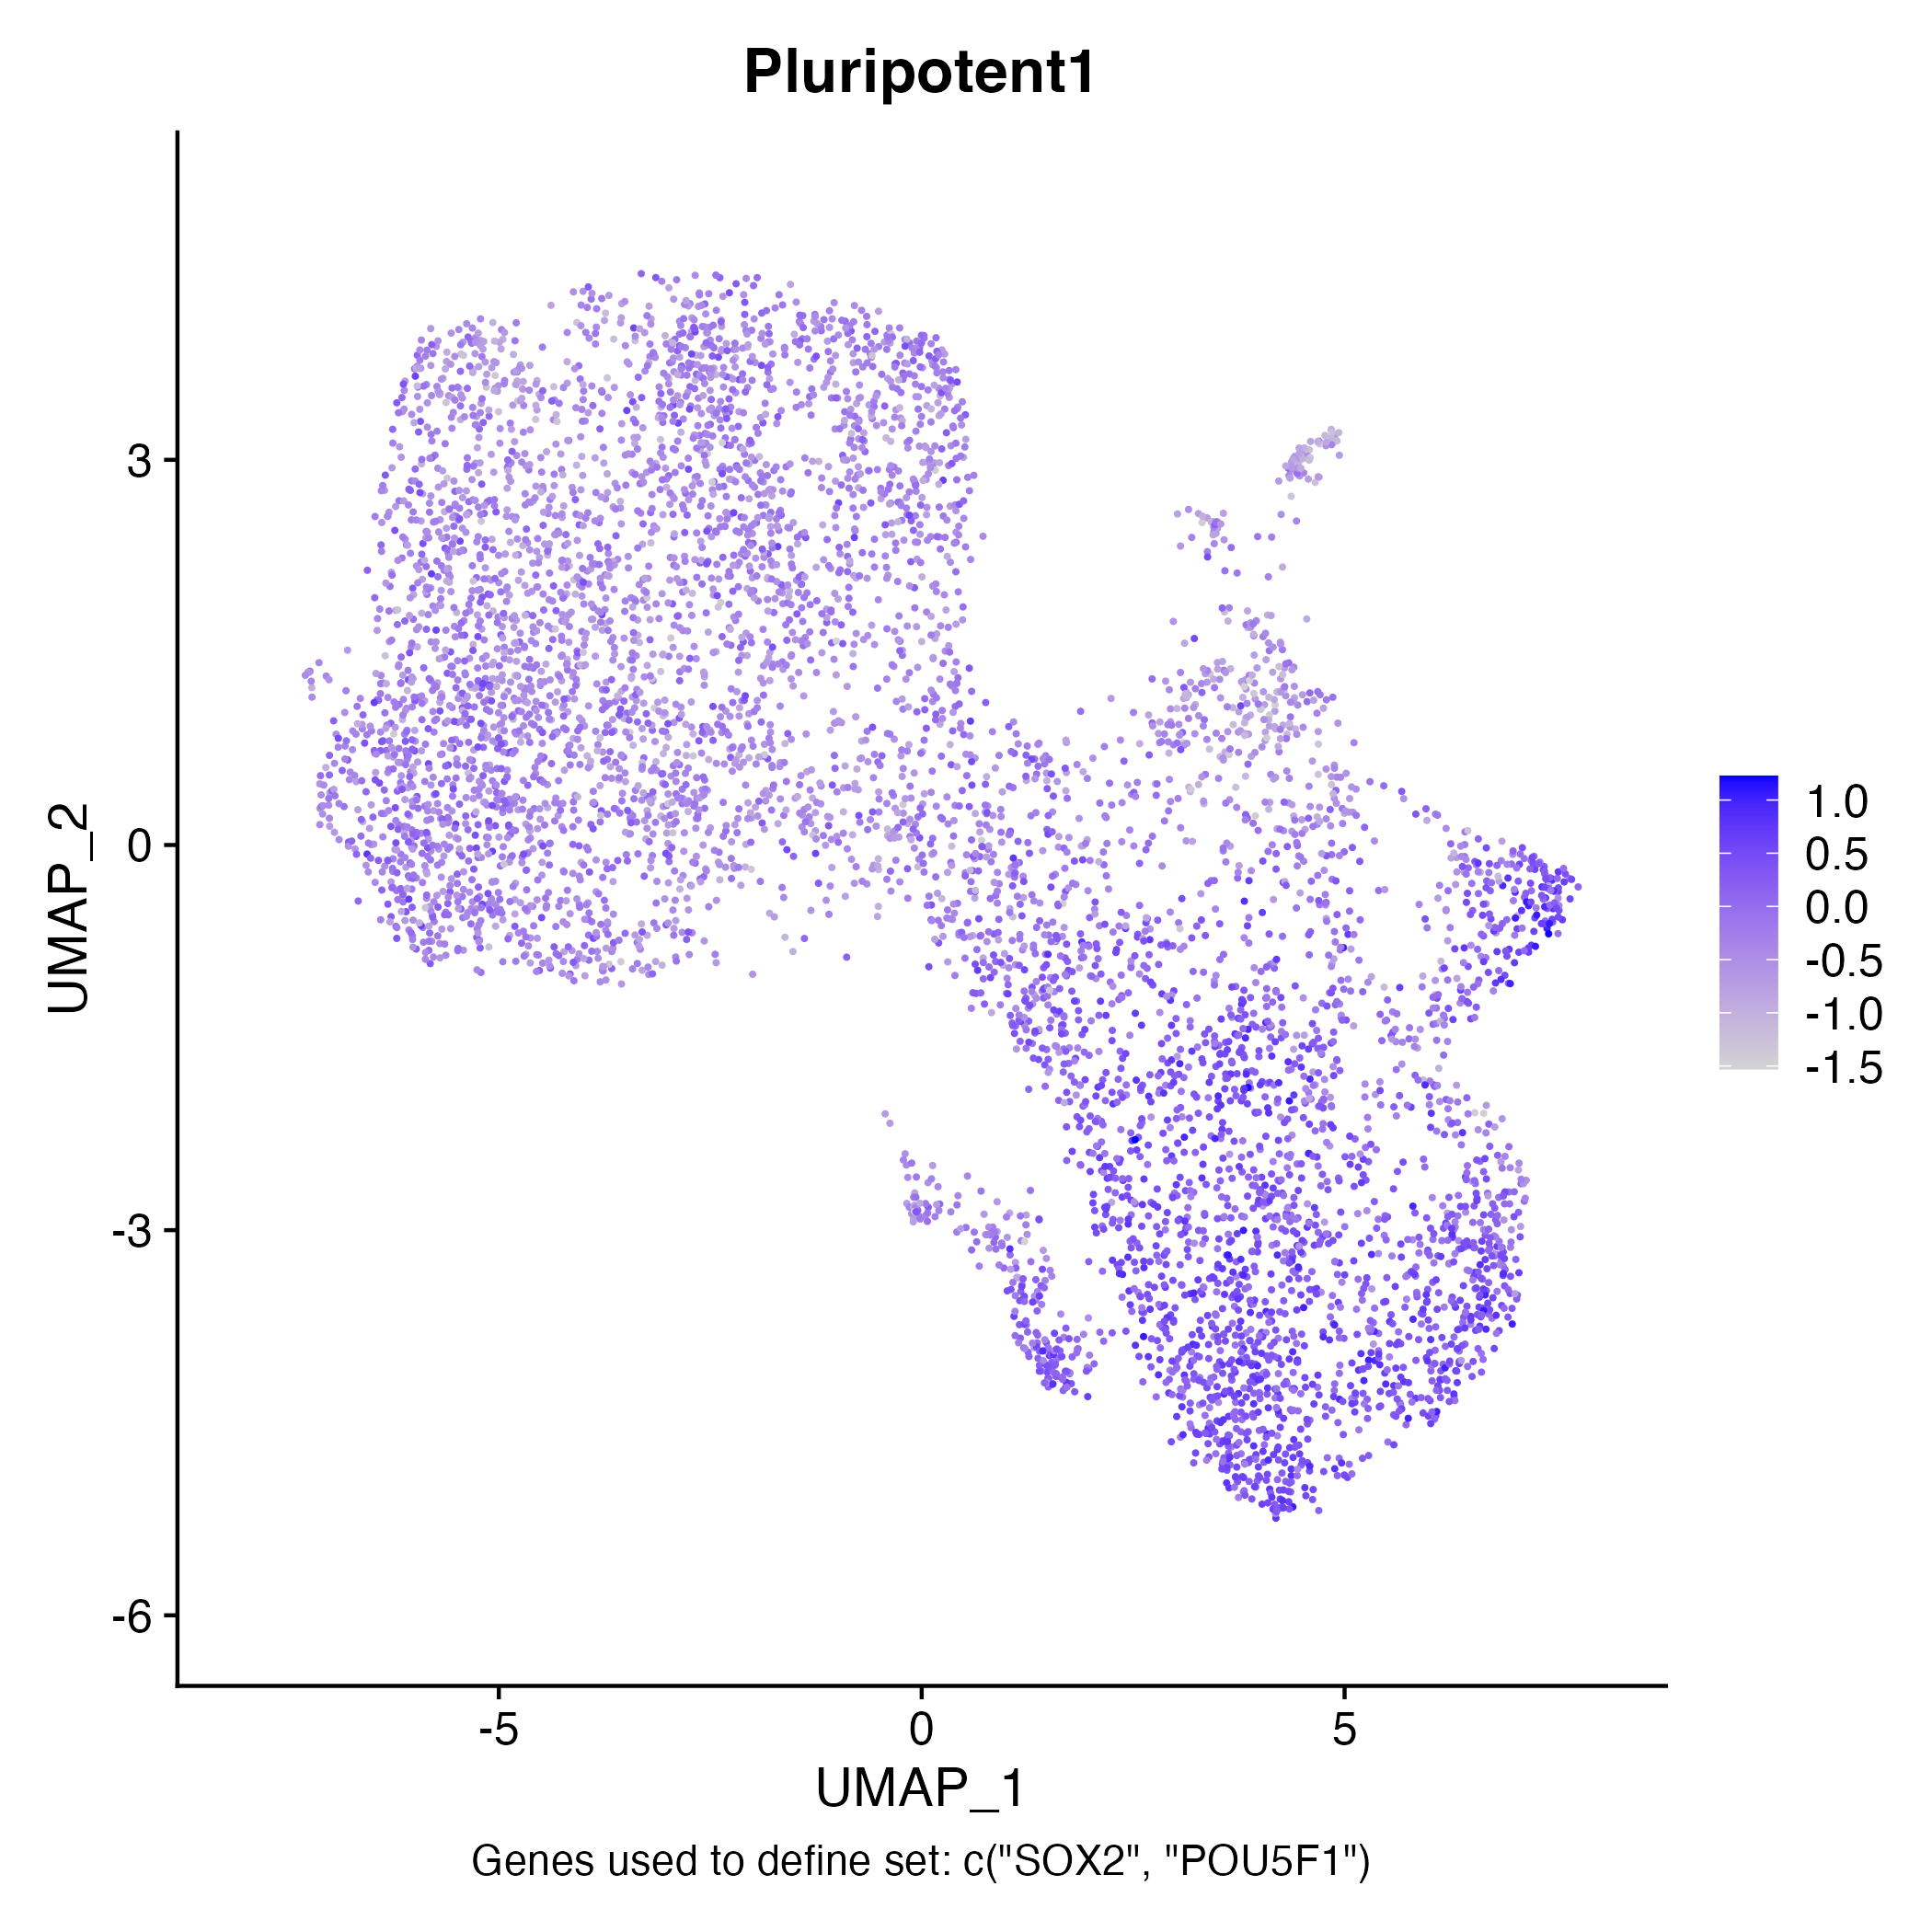 Pluripotent1
3
0
-3
-6
UMAP_2
-5 0 5
UMAP_1
1.0
0.5
0.0
-0.5
-1.0
-1.5
Genes used to define set: c("SOX2", "POU5F1")